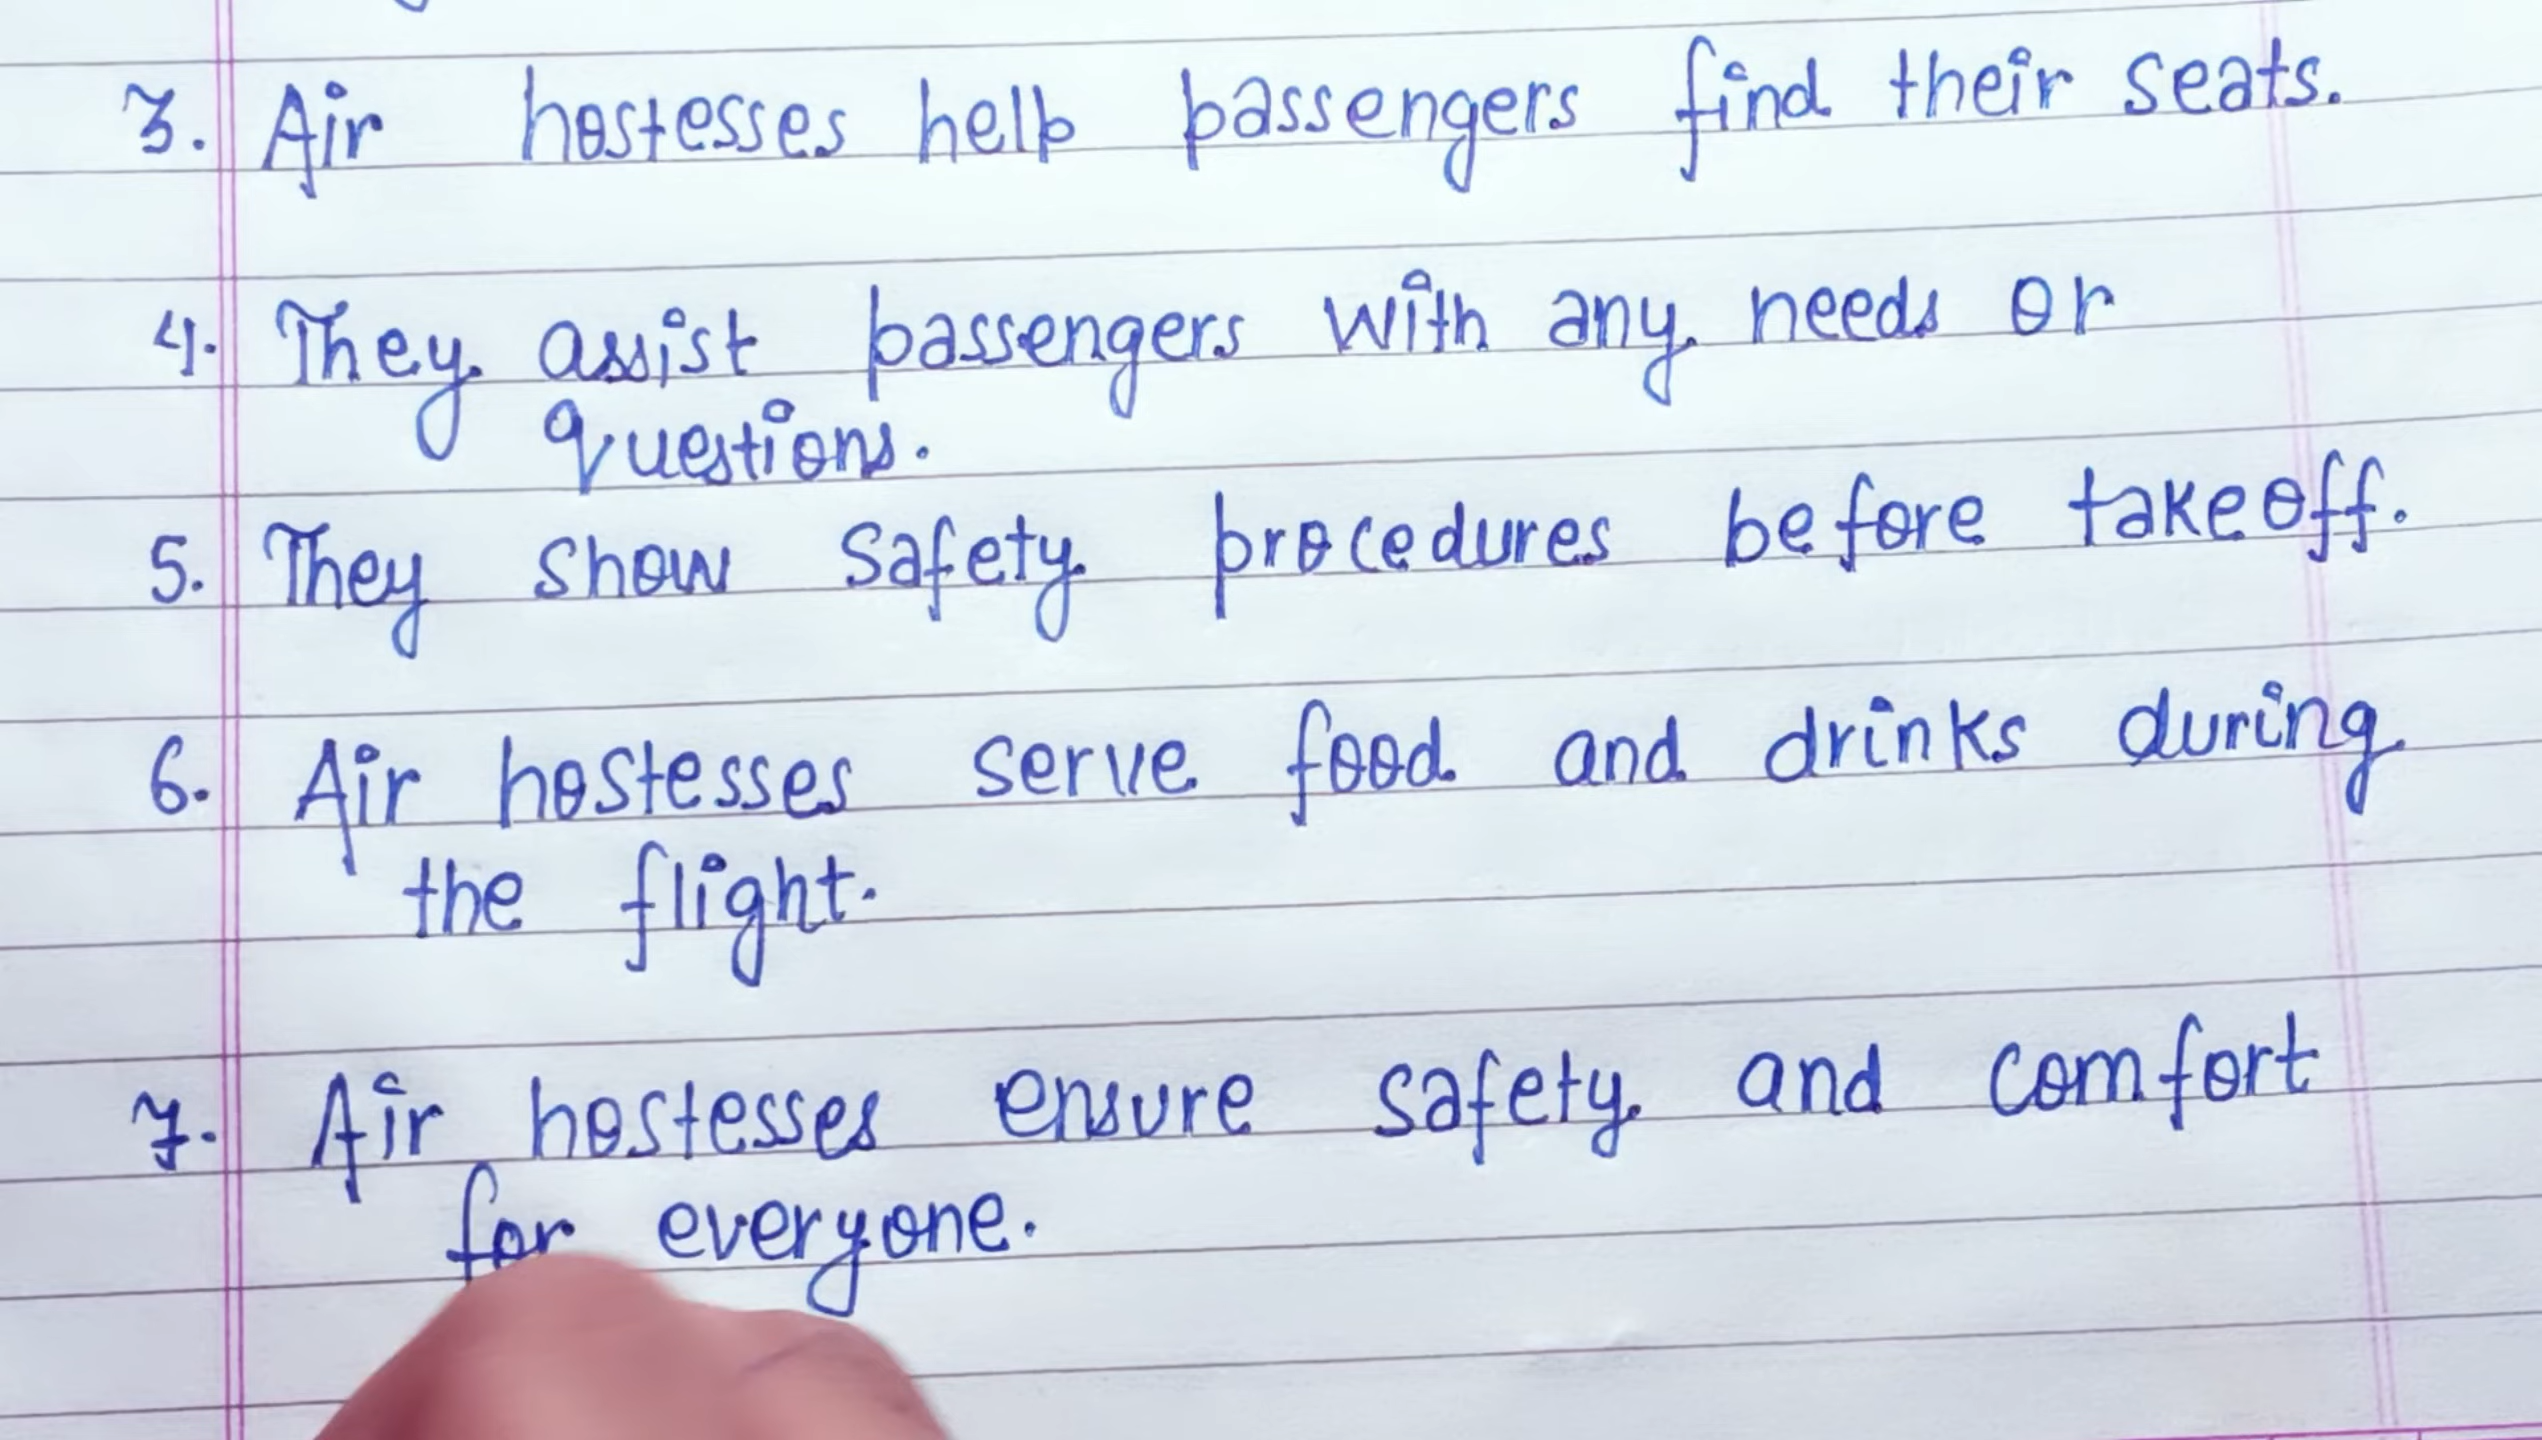 3. Air hostesses help passengers find their seats.
4. They assist passengers with any needs or
questions.
5. They show safety procedures before takeoff.
6. Air hostesses serve food and drinks during
the flight.
7. Air hostesses ensure safety and comfort
for everyone.